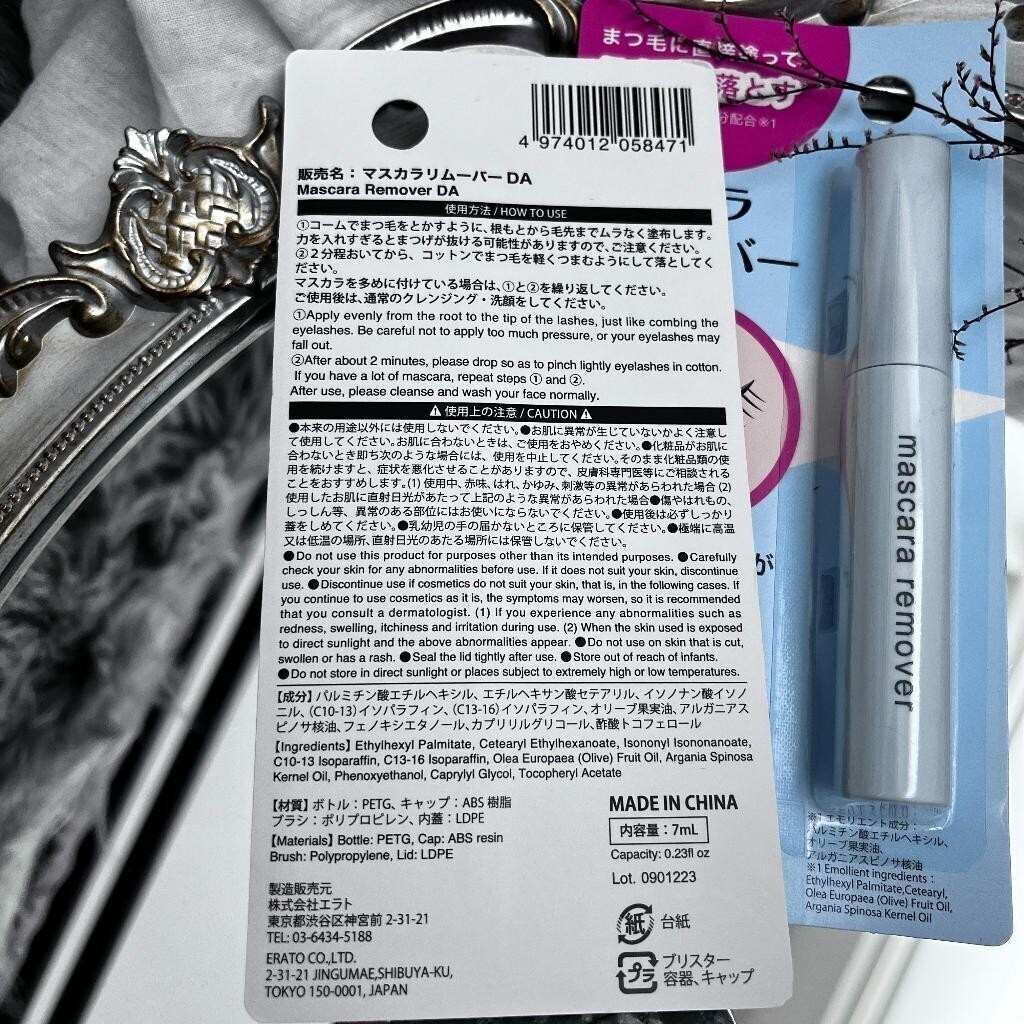 4 974012 058471
販売名：マスカラリムーバー DA
Mascara Remover DA
使用方法 / HOW TO USE
①コームでまつ毛をとかすように、根もとから毛先までムラなく塗布します。
力を入れすぎるとまつげが抜ける可能性がありますので、ご注意ください。
②２分程おいてから、コットンでまつ毛を軽くつまむようにして落としてく
ださい。
マスカラを多めに付けている場合は、①と②を繰り返してください。
ご使用後は、通常のクレンジング・洗顔をしてください。
①Apply evenly from the root to the tip of the lashes, just like combing the
eyelashes. Be careful not to apply too much pressure, or your eyelashes may
fall out.
②After about 2 minutes, please drop so as to pinch lightly eyelashes in cotton.
If you have a lot of mascara, repeat steps ① and ②.
After use, please cleanse and wash your face normally.
⚠ 使用上の注意 / CAUTION ⚠
●本来の用途以外には使用しないでください。●お肌に異常が生じていないかよく注意し
て使用してください。お肌に合わないときは、ご使用をおやめください。●化粧品がお肌に
合わないとき即ち次のような場合には、使用を中止してください。そのまま化粧品類の使
用を続けますと、症状を悪化させることがありますので、皮膚科専門医等にご相談される
ことをおすすめします。(1) 使用中、赤味、はれ、かゆみ、刺激等の異常があらわれた場合 (2)
使用したお肌に直射日光があたって上記のような異常があらわれた場合●傷やはれもの、
しっしん等、異常のある部位にはお使いにならないでください。●使用後は必ずしっかり
蓋をしめてください。●乳幼児の手の届かないところに保管してください。●極端に高温
又は低温の場所、直射日光のあたる場所には保管しないでください。
●Do not use this product for purposes other than its intended purposes. ●Carefully
check your skin for any abnormalities before use. If it does not suit your skin, discontinue
use. ●Discontinue use if cosmetics do not suit your skin, that is, in the following cases. If
you continue to use cosmetics as it is, the symptoms may worsen, so it is recommended
that you consult a dermatologist. (1) If you experience any abnormalities such as
redness, swelling, itchiness and irritation during use. (2) When the skin used is exposed
to direct sunlight and the above abnormalities appear. ●Do not use on skin that is cut,
swollen or has a rash. ●Seal the lid tightly after use. ●Store out of reach of infants.
●Do not store in direct sunlight or places subject to extremely high or low temperatures.
【成分】パルミチン酸エチルヘキシル、エチルヘキサン酸セテアリル、イソノナン酸イソノ
ニル、(C10-13)イソパラフィン、(C13-16)イソパラフィン、オリーブ果実油、アルガニアス
ピノサ核油、フェノキシエタノール、カプリリルグリコール、酢酸トコフェロール
【Ingredients】Ethylhexyl Palmitate, Cetearyl Ethylhexanoate, Isononyl Isononanoate,
C10-13 Isoparaffin, C13-16 Isoparaffin, Olea Europaea (Olive) Fruit Oil, Argania Spinosa
Kernel Oil, Phenoxyethanol, Caprylyl Glycol, Tocopheryl Acetate
【材質】ボトル：PETG、キャップ：ABS 樹脂
ブラシ：ポリプロピレン、内蓋：LDPE
【Materials】Bottle: PETG, Cap: ABS resin
Brush: Polypropylene, Lid: LDPE
MADE IN CHINA
内容量：7mL
Capacity: 0.23fl oz
Lot. 0901223
製造販売元
株式会社エラト
東京都渋谷区神宮前 2-31-21
TEL: 03-6434-5188
ERATO CO.,LTD.
2-31-21 JINGUMAE,SHIBUYA-KU,
TOKYO 150-0001, JAPAN
紙 台紙
プラ ブリスター
容器、キャップ
まつ毛に直接塗って
落とす
分配合※1
ラ
バー
が
mascara remover
※1 エモリエント成分：
パルミチン酸エチルヘキシル、
オリーブ果実油、
アルガニアスピノサ核油
※1 Emollient ingredients :
Ethylhexyl Palmitate,Cetearyl,
Olea Europaea (Olive) Fruit Oil,
Argania Spinosa Kernel Oil